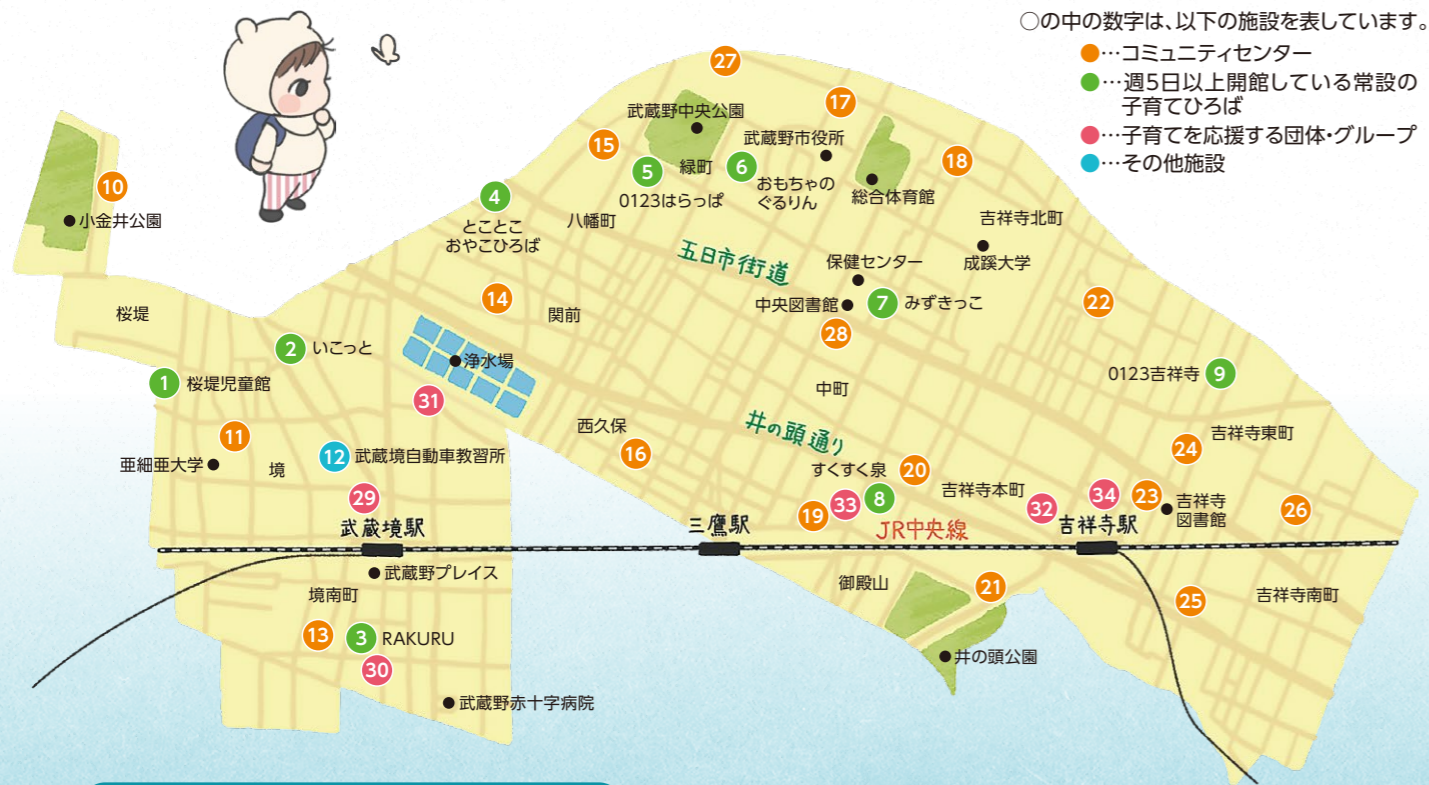 ○の中の数字は、以下の施設を表しています。
●…コミュニティセンター
●…週5日以上開館している常設の
子育てひろば
●…子育てを応援する団体・グループ
●…その他施設
27
17
武蔵野中央公園
武蔵野市役所
15
18
緑町
5
6
0123はらっぱ
おもちゃの
ぐるりん
総合体育館
10
小金井公園
4
とことこ
おやこひろば
八幡町
吉祥寺北町
成蹊大学
五日市街道
保健センター
中央図書館
7 みずきっこ
28
22
14
関前
桜堤
2 いこっと
浄水場
1 桜堤児童館
31
0123吉祥寺 9
中町
井の頭通り
西久保
16
11
亜細亜大学
境
12 武蔵境自動車教習所
29
24
吉祥寺東町
すくすく泉
20
19
33
8
吉祥寺本町
32
34
23
吉祥寺
図書館
26
武蔵境駅
三鷹駅
JR中央線
吉祥寺駅
武蔵野プレイス
御殿山
21
25
吉祥寺南町
境南町
13
3 RAKURU
30
井の頭公園
武蔵野赤十字病院